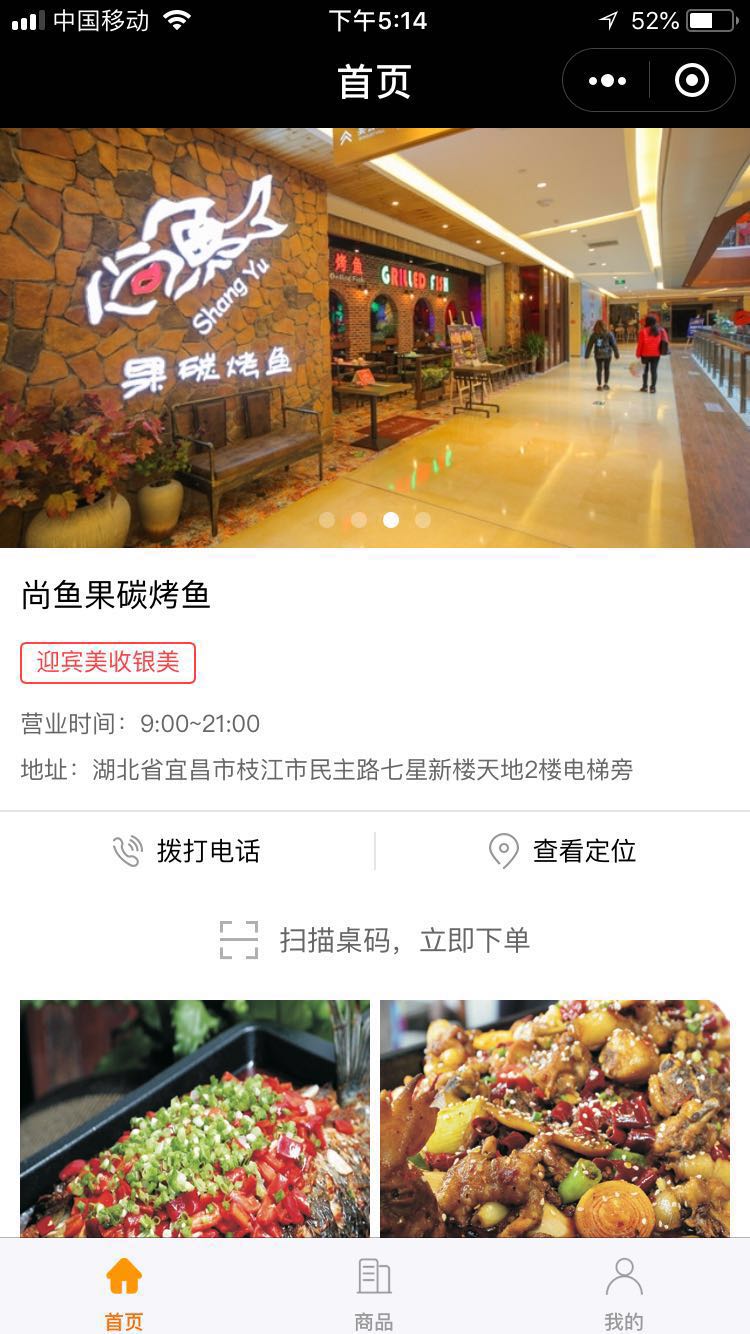 中国移动
下午5:14
52%
首页
尚鱼
Shang Yu
果碳烤鱼
烤鱼
GRILLED FISH
尚鱼果碳烤鱼
迎宾美收银美
营业时间：9:00~21:00
地址：湖北省宜昌市枝江市民主路七星新楼天地2楼电梯旁
拨打电话
查看定位
扫描桌码，立即下单
首页
商品
我的